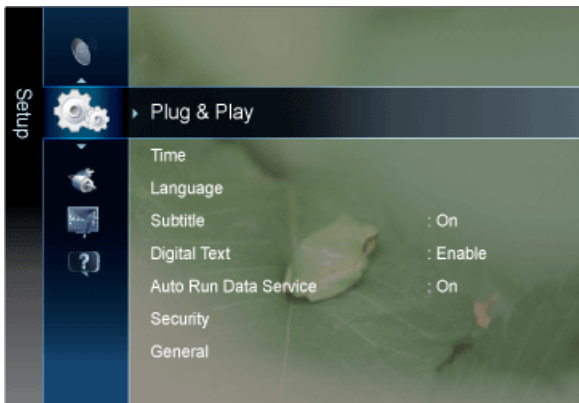 Setup
Plug & Play
Time
Language
Subtitle : On
Digital Text : Enable
Auto Run Data Service : On
Security
General